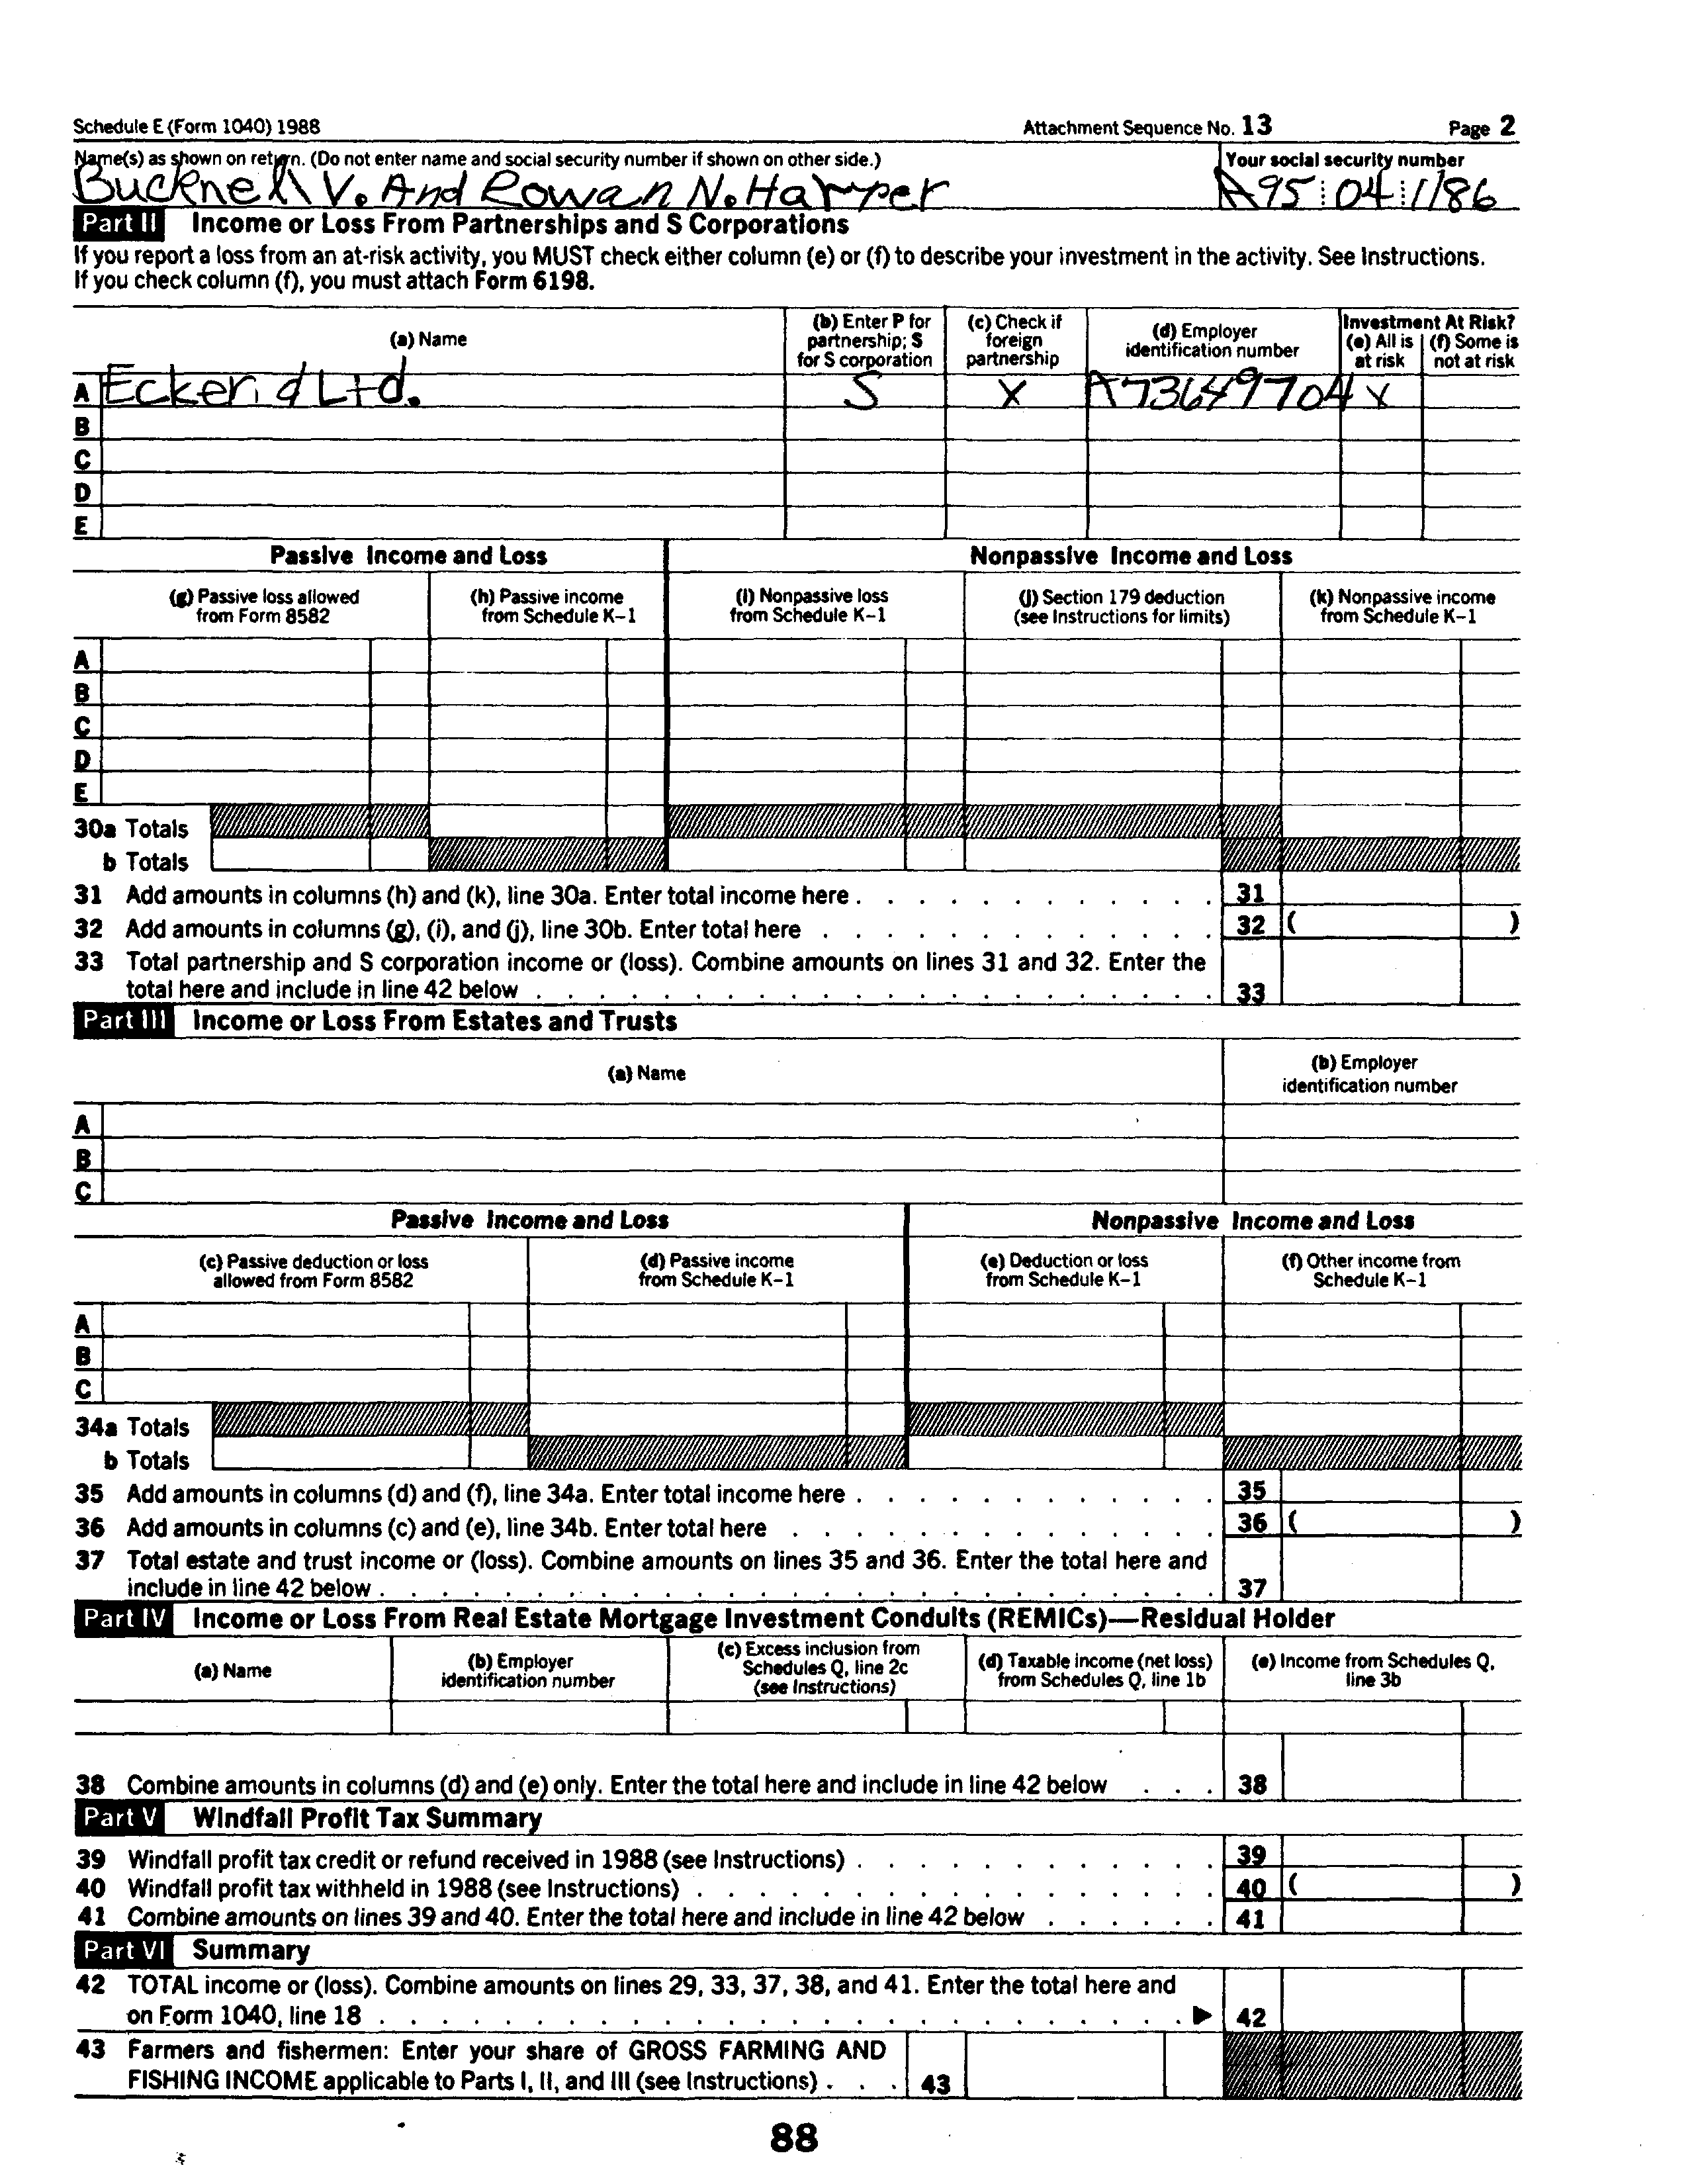 Schedule E (Form 1040) 1988 Attachment Sequence No. 13 Page 2
Name(s) as shown on return. (Do not enter name and social security number if shown on other side.) Your social security number
Bucknell V. And Rowan N. Harper A95 04 1186
Part II Income or Loss From Partnerships and S Corporations
If you report a loss from an at-risk activity, you MUST check either column (e) or (f) to describe your investment in the activity. See Instructions.
If you check column (f), you must attach Form 6198.
(a) Name (b) Enter P for partnership; S for S corporation (c) Check if foreign partnership (d) Employer identification number Investment At Risk? (e) All is at risk (f) Some is not at risk
A Eckerid Ltd. S X A73649704 X
B
C
D
E
Passive Income and Loss Nonpassive Income and Loss
(g) Passive loss allowed from Form 8582 (h) Passive income from Schedule K–1 (i) Nonpassive loss from Schedule K–1 (j) Section 179 deduction (see Instructions for limits) (k) Nonpassive income from Schedule K–1
A
B
C
D
E
30a Totals
b Totals
31 Add amounts in columns (h) and (k), line 30a. Enter total income here . . . 31
32 Add amounts in columns (g), (i), and (j), line 30b. Enter total here . . . 32 ( )
33 Total partnership and S corporation income or (loss). Combine amounts on lines 31 and 32. Enter the
total here and include in line 42 below . . . 33
Part III Income or Loss From Estates and Trusts
(a) Name (b) Employer identification number
A
B
C
Passive Income and Loss Nonpassive Income and Loss
(c) Passive deduction or loss allowed from Form 8582 (d) Passive income from Schedule K–1 (e) Deduction or loss from Schedule K–1 (f) Other income from Schedule K–1
A
B
C
34a Totals
b Totals
35 Add amounts in columns (d) and (f), line 34a. Enter total income here . . . 35
36 Add amounts in columns (c) and (e), line 34b. Enter total here . . . 36 ( )
37 Total estate and trust income or (loss). Combine amounts on lines 35 and 36. Enter the total here and
include in line 42 below . . . 37
Part IV Income or Loss From Real Estate Mortgage Investment Conduits (REMICs)—Residual Holder
(a) Name (b) Employer identification number (c) Excess inclusion from Schedules Q, line 2c (see Instructions) (d) Taxable income (net loss) from Schedules Q, line 1b (e) Income from Schedules Q, line 3b
38 Combine amounts in columns (d) and (e) only. Enter the total here and include in line 42 below . . . 38
Part V Windfall Profit Tax Summary
39 Windfall profit tax credit or refund received in 1988 (see Instructions) . . . 39
40 Windfall profit tax withheld in 1988 (see Instructions) . . . 40 ( )
41 Combine amounts on lines 39 and 40. Enter the total here and include in line 42 below . . . 41
Part VI Summary
42 TOTAL income or (loss). Combine amounts on lines 29, 33, 37, 38, and 41. Enter the total here and
on Form 1040, line 18 . . . ▶ 42
43 Farmers and fishermen: Enter your share of GROSS FARMING AND
FISHING INCOME applicable to Parts I, II, and III (see Instructions) . . . 43
88